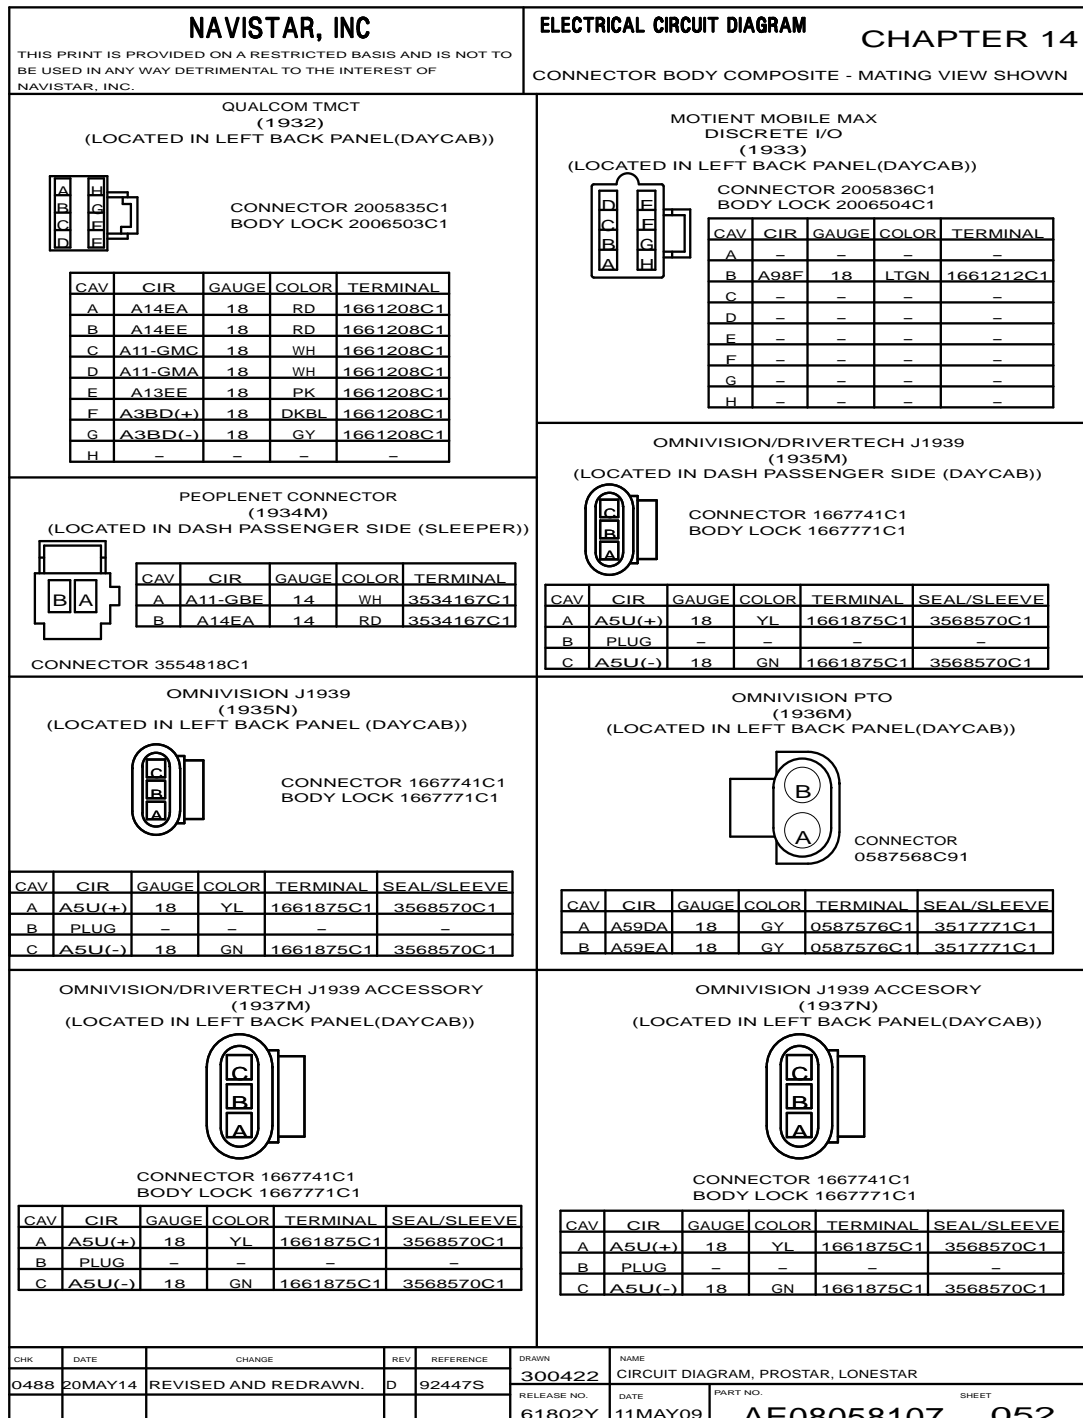 NAVISTAR, INC
THIS PRINT IS PROVIDED ON A RESTRICTED BASIS AND IS NOT TO
BE USED IN ANY WAY DETRIMENTAL TO THE INTEREST OF
NAVISTAR, INC.
ELECTRICAL CIRCUIT DIAGRAM
CHAPTER 14
CONNECTOR BODY COMPOSITE - MATING VIEW SHOWN
QUALCOM TMCT
(1932)
(LOCATED IN LEFT BACK PANEL(DAYCAB))
A H
B G
C F
D E
CONNECTOR 2005835C1
BODY LOCK 2006503C1
CAV CIR GAUGE COLOR TERMINAL
A A14EA 18 RD 1661208C1
B A14EE 18 RD 1661208C1
C A11-GMC 18 WH 1661208C1
D A11-GMA 18 WH 1661208C1
E A13EE 18 PK 1661208C1
F A3BD(+) 18 DKBL 1661208C1
G A3BD(-) 18 GY 1661208C1
H – – – –
MOTIENT MOBILE MAX
DISCRETE I/O
(1933)
(LOCATED IN LEFT BACK PANEL(DAYCAB))
D E
C F
B G
A H
CONNECTOR 2005836C1
BODY LOCK 2006504C1
CAV CIR GAUGE COLOR TERMINAL
A – – – –
B A98F 18 LTGN 1661212C1
C – – – –
D – – – –
E – – – –
F – – – –
G – – – –
H – – – –
PEOPLENET CONNECTOR
(1934M)
(LOCATED IN DASH PASSENGER SIDE (SLEEPER))
B A
CAV CIR GAUGE COLOR TERMINAL
A A11-GBE 14 WH 3534167C1
B A14EA 14 RD 3534167C1
CONNECTOR 3554818C1
OMNIVISION/DRIVERTECH J1939
(1935M)
(LOCATED IN DASH PASSENGER SIDE (DAYCAB))
C
B
A
CONNECTOR 1667741C1
BODY LOCK 1667771C1
CAV CIR GAUGE COLOR TERMINAL SEAL/SLEEVE
A A5U(+) 18 YL 1661875C1 3568570C1
B PLUG – – – –
C A5U(-) 18 GN 1661875C1 3568570C1
OMNIVISION J1939
(1935N)
(LOCATED IN LEFT BACK PANEL (DAYCAB))
C
B
A
CONNECTOR 1667741C1
BODY LOCK 1667771C1
CAV CIR GAUGE COLOR TERMINAL SEAL/SLEEVE
A A5U(+) 18 YL 1661875C1 3568570C1
B PLUG – – – –
C A5U(-) 18 GN 1661875C1 3568570C1
OMNIVISION PTO
(1936M)
(LOCATED IN LEFT BACK PANEL(DAYCAB))
B
A
CONNECTOR
0587568C91
CAV CIR GAUGE COLOR TERMINAL SEAL/SLEEVE
A A59DA 18 GY 0587576C1 3517771C1
B A59EA 18 GY 0587576C1 3517771C1
OMNIVISION/DRIVERTECH J1939 ACCESSORY
(1937M)
(LOCATED IN LEFT BACK PANEL(DAYCAB))
C
B
A
CONNECTOR 1667741C1
BODY LOCK 1667771C1
CAV CIR GAUGE COLOR TERMINAL SEAL/SLEEVE
A A5U(+) 18 YL 1661875C1 3568570C1
B PLUG – – – –
C A5U(-) 18 GN 1661875C1 3568570C1
OMNIVISION J1939 ACCESORY
(1937N)
(LOCATED IN LEFT BACK PANEL(DAYCAB))
C
B
A
CONNECTOR 1667741C1
BODY LOCK 1667771C1
CAV CIR GAUGE COLOR TERMINAL SEAL/SLEEVE
A A5U(+) 18 YL 1661875C1 3568570C1
B PLUG – – – –
C A5U(-) 18 GN 1661875C1 3568570C1
CHK DATE CHANGE REV REFERENCE
0488 20MAY14 REVISED AND REDRAWN. D 92447S
DRAWN NAME
300422 CIRCUIT DIAGRAM, PROSTAR, LONESTAR
RELEASE NO. DATE PART NO. SHEET
61802Y 11MAY09 AE08058107 052